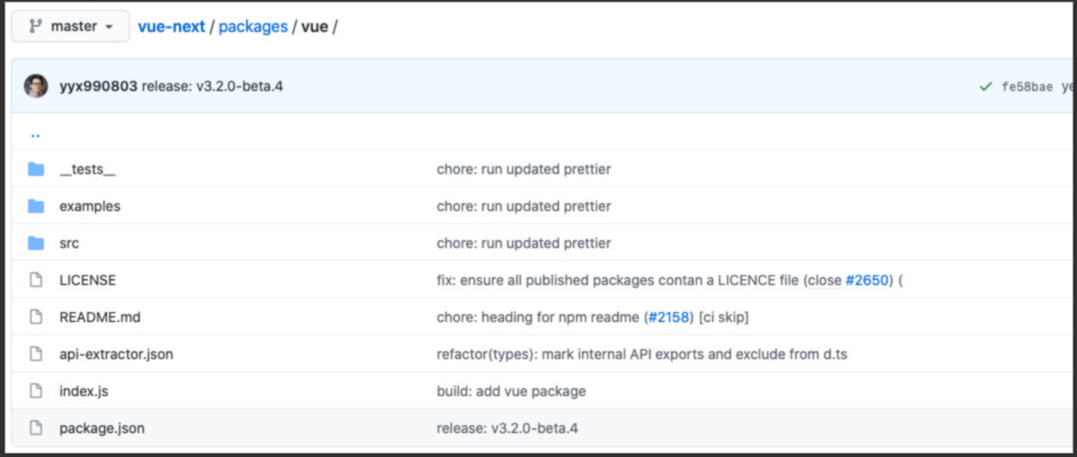 master vue-next / packages / vue /
yyx990803 release: v3.2.0-beta.4 fe58bae ye
..
__tests__ chore: run updated prettier
examples chore: run updated prettier
src chore: run updated prettier
LICENSE fix: ensure all published packages contan a LICENCE file (close #2650) (
README.md chore: heading for npm readme (#2158) [ci skip]
api-extractor.json refactor(types): mark internal API exports and exclude from d.ts
index.js build: add vue package
package.json release: v3.2.0-beta.4